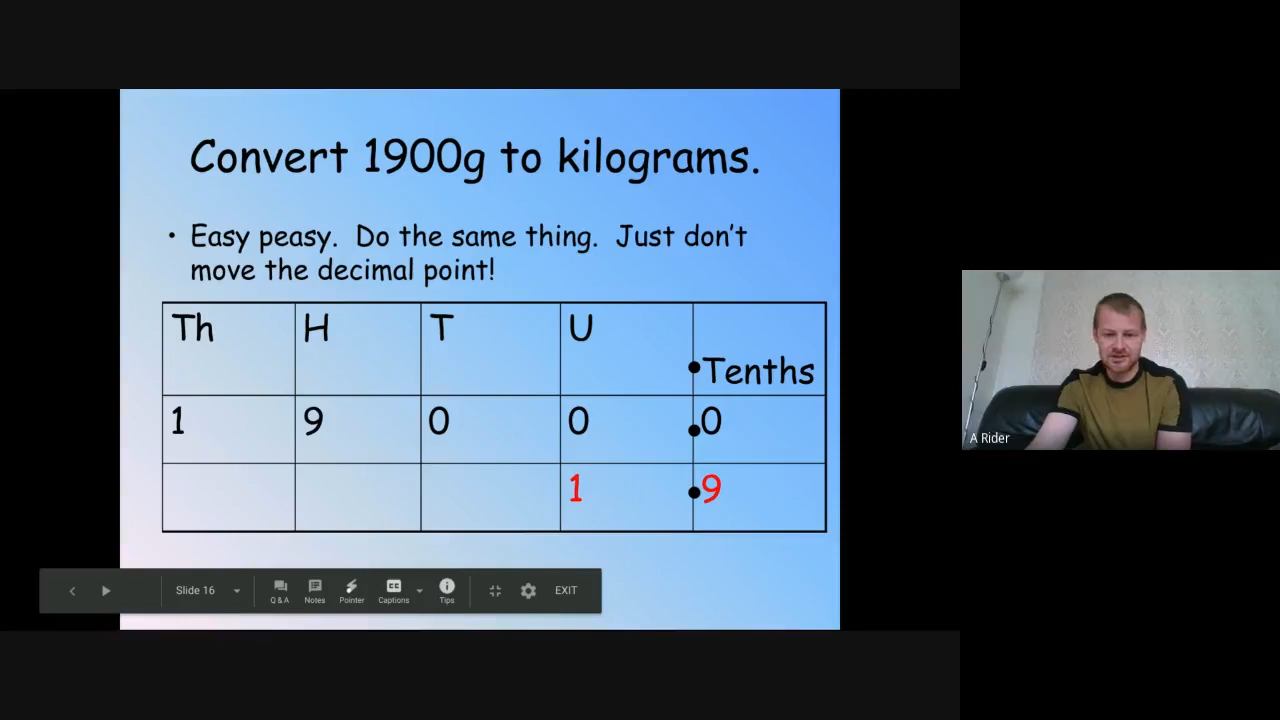 Convert 1900g to kilograms.
• Easy peasy. Do the same thing. Just don't
move the decimal point!
Th H T U •Tenths
1 9 0 0 •0
1 •9
Slide 16 Q & A Notes Pointer Captions Tips EXIT
A Rider